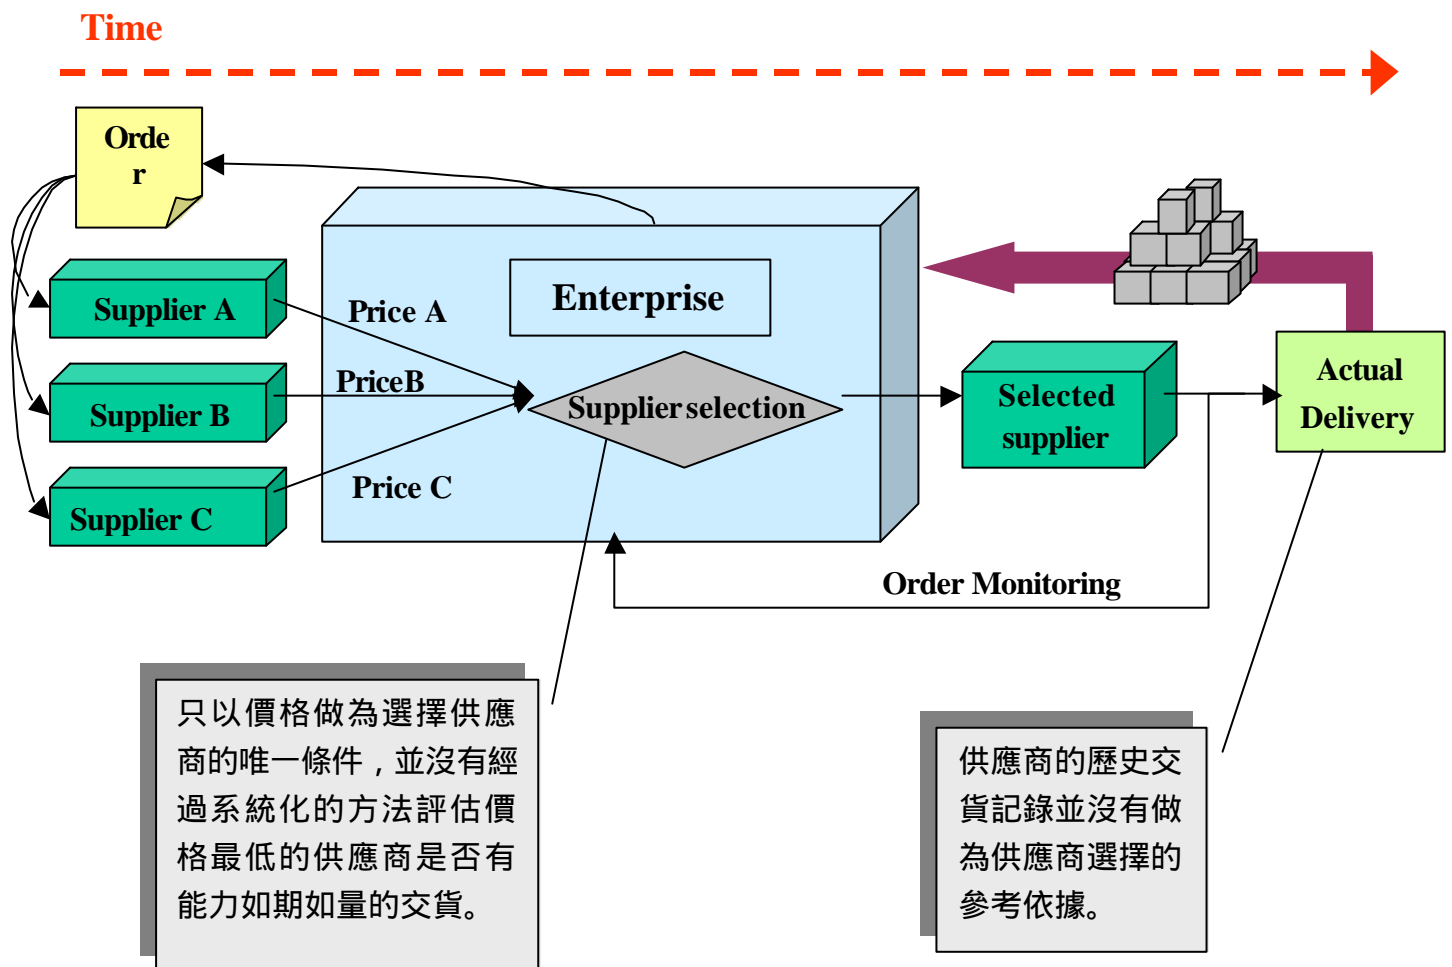 Time
Orde
r
Supplier A
Supplier B
Supplier C
Price A
PriceB
Price C
Enterprise
Supplier selection
Selected
supplier
Actual
Delivery
Order Monitoring
只以價格做為選擇供應
商的唯一條件，並沒有經
過系統化的方法評估價
格最低的供應商是否有
能力如期如量的交貨。
供應商的歷史交
貨記錄並沒有做
為供應商選擇的
參考依據。